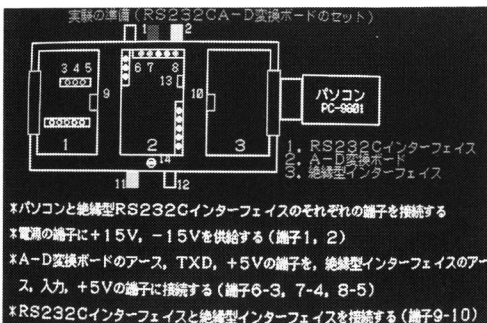 実験の準備(RS232CA-D変換ボードのセット)
1 2
3 4 5
6 7 8
9
13
10
1
2
3
14
11
12
パソコン
PC-9801
1. RS232Cインターフェイス
2. A-D変換ボード
3. 絶縁型インターフェイス
*パソコンと絶縁型RS232Cインターフェイスのそれぞれの端子を接続する
*電源の端子に+15V, -15Vを供給する(端子1, 2)
*A-D変換ボードのアース, TXD, +5Vの端子を, 絶縁型インターフェイスのアー
ス, 入力, +5Vの端子に接続する(端子6-3, 7-4, 8-5)
*RS232Cインターフェイスと絶縁型インターフェイスを接続する(端子9-10)